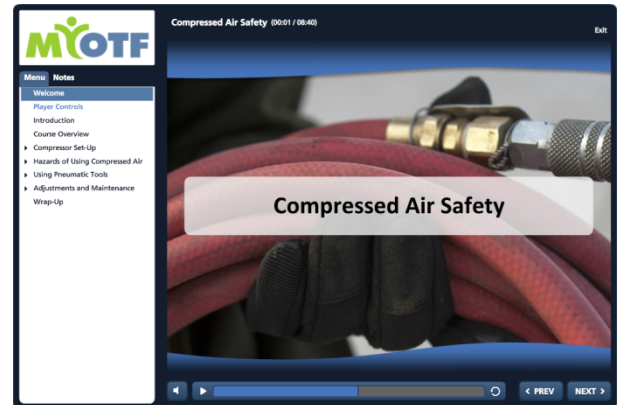 MYOTF
Compressed Air Safety (00:01 / 08:40)
Exit
Menu Notes
Welcome
Player Controls
Introduction
Course Overview
Compressor Set-Up
Hazards of Using Compressed Air
Using Pneumatic Tools
Adjustments and Maintenance
Wrap-Up
Compressed Air Safety
< PREV
NEXT >